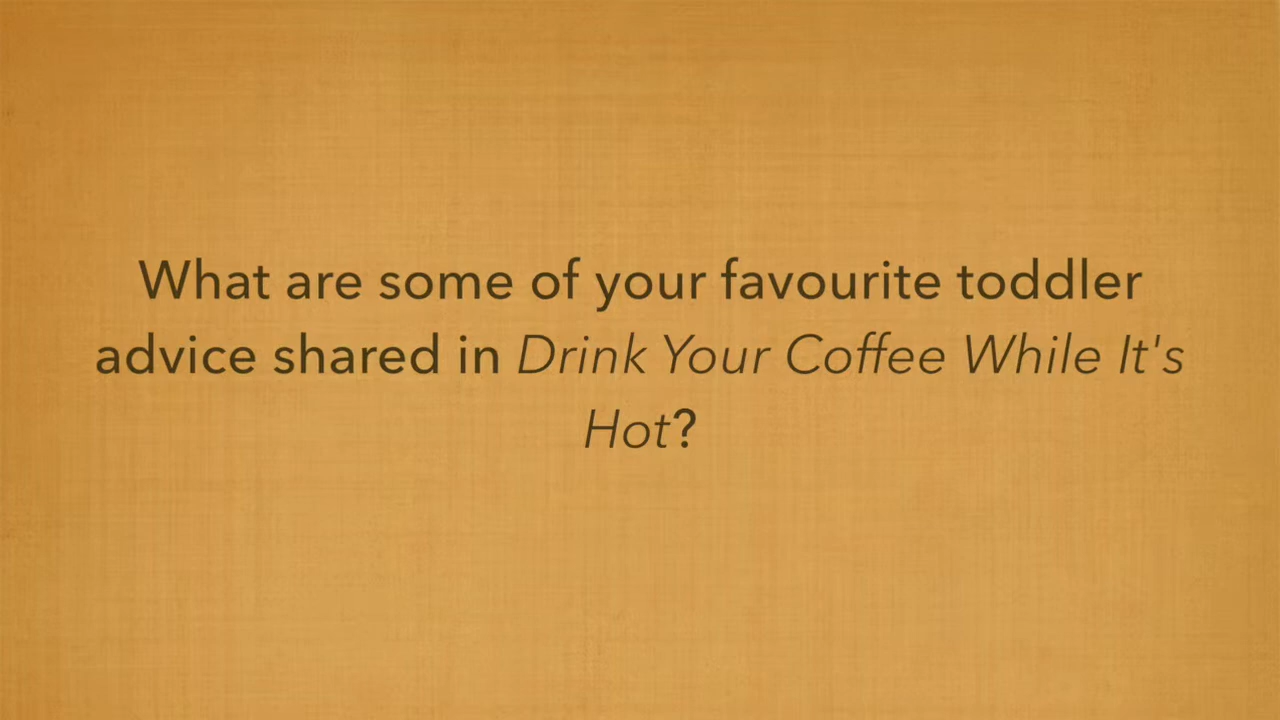 What are some of your favourite toddler
advice shared in Drink Your Coffee While It's
Hot?